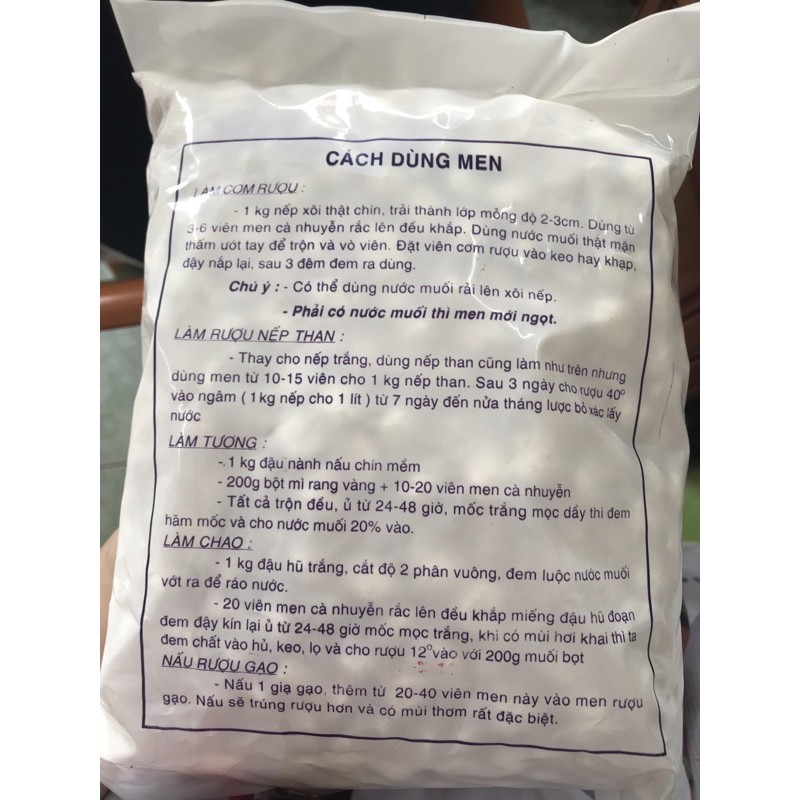 CÁCH DÙNG MEN
LÀM CƠM RƯỢU :
- 1 kg nếp xôi thật chín, trải thành lớp mỏng độ 2-3cm. Dùng từ
3-6 viên men cà nhuyễn rắc lên đều khắp. Dùng nước muối thật mặn
thấm ướt tay để trộn và vò viên. Đặt viên cơm rượu vào keo hay khạp,
đậy nắp lại, sau 3 đêm đem ra dùng.
Chú ý : - Có thể dùng nước muối rải lên xôi nếp.
- Phải có nước muối thì men mới ngọt.
LÀM RƯỢU NẾP THAN :
- Thay cho nếp trắng, dùng nếp than cũng làm như trên nhưng
dùng men từ 10-15 viên cho 1 kg nếp than. Sau 3 ngày cho rượu 40º
vào ngâm ( 1kg nếp cho 1 lít ) từ 7 ngày đến nửa tháng lược bỏ xác lấy
nước
LÀM TƯƠNG :
- 1 kg đậu nành nấu chín mềm
- 200g bột mì rang vàng + 10-20 viên men cà nhuyễn
- Tất cả trộn đều, ủ từ 24-48 giờ, mốc trắng mọc dầy thi đem
hãm mốc và cho nước muối 20% vào.
LÀM CHAO :
- 1 kg đậu hũ trắng, cắt độ 2 phân vuông, đem luộc nước muối
vớt ra để ráo nước.
- 20 viên men cà nhuyễn rắc lên đều khắp miếng đậu hũ đoạn
đem đậy kín lại ủ từ 24-48 giờ mốc mọc trắng, khi có mùi hơi khai thì ta
đem chất vào hủ, keo, lọ và cho rượu 12º vào với 200g muối bọt
NẤU RƯỢU GẠO :
- Nấu 1 giạ gạo, thêm từ 20-40 viên men này vào men rượu
gạo. Nấu sẽ trúng rượu hơn và có mùi thơm rất đặc biệt.